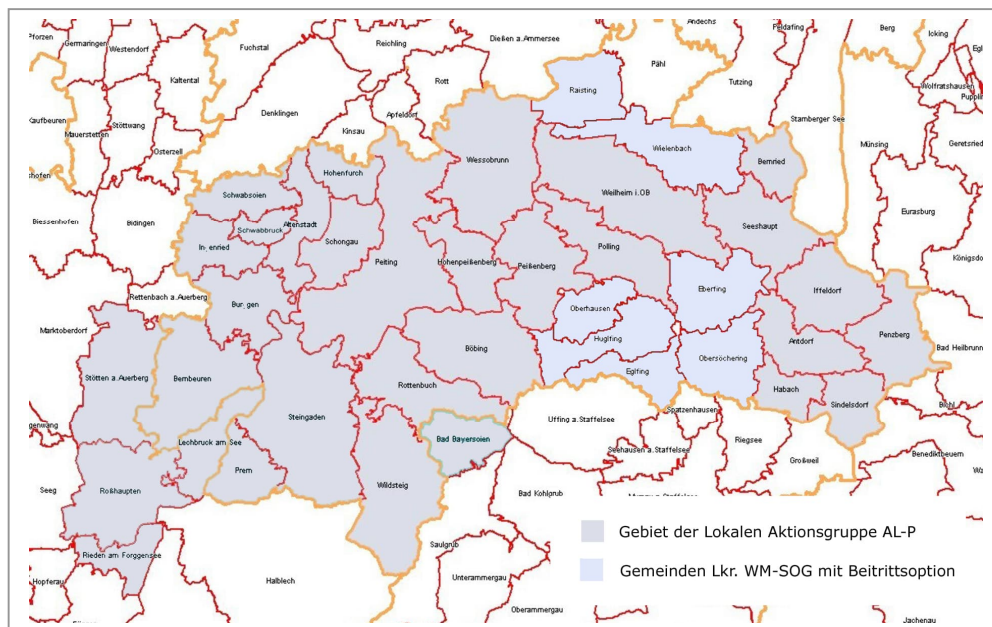 Andechs
Pforzen
Germaringen
Westendorf
Fuchstal
Reichling
Dießen a.Ammersee
Peldafing
Berg
Icking
Kaltental
Rott
Pähl
Tutzing
Raisting
Wolfratshausen
Kaufbeuren
Stöttwang
Denklingen
Apfeldorf
Mauerstetten
Kinsau
Starnberger See
Osterzell
Wessobrunn
Wielenbach
Bernried
Münsing
Geretsried
Hohenfurch
Schwabsoien
Weilheim i.OB
Biessenhofen
Bidingen
Altenstadt
Schwabbruck
Seeshaupt
Eurasburg
Schongau
Polling
Peiting
Hohenpeißenberg
Peißenberg
Königsdo
Rettenbach a.Auerberg
Eberfing
Iffeldorf
Oberhausen
Marktoberdorf
Penzberg
Huglfing
Antdorf
Bad Heilbrunn
Böbing
Obersöchering
Stötten a.Auerberg
Bernbeuren
Eglfing
Rottenbuch
Habach
Sindelsdorf
Bichl
Steingaden
Uffing a.Staffelsee
Spatzenhausen
Lechbruck am See
Bad Bayersoien
Seehausen a.Staffelsee
Riegsee
Benediktbeuern
Großweil
Prem
Wildsteig
Seeg
Roßhaupten
Bad Kohlgrub
Gebiet der Lokalen Aktionsgruppe AL-P
Saulgrub
Rieden am Forggensee
Gemeinden Lkr. WM-SOG mit Beitrittsoption
Hopferau
Halblech
Unterammergau
Oberammergau
Jachenau